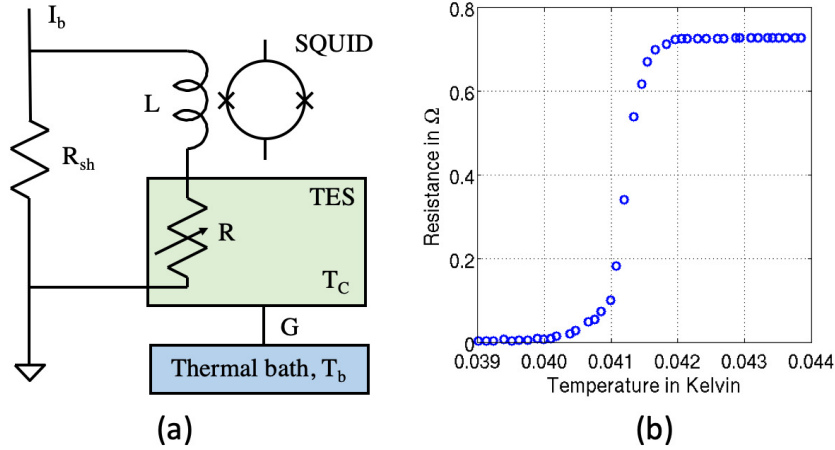 I_b
SQUID
L
R_sh
TES
R
T_C
G
Thermal bath, T_b
(a)
0.8
0.6
0.4
0.2
0
Resistance in Ω
0.039 0.040 0.041 0.042 0.043 0.044
Temperature in Kelvin
(b)